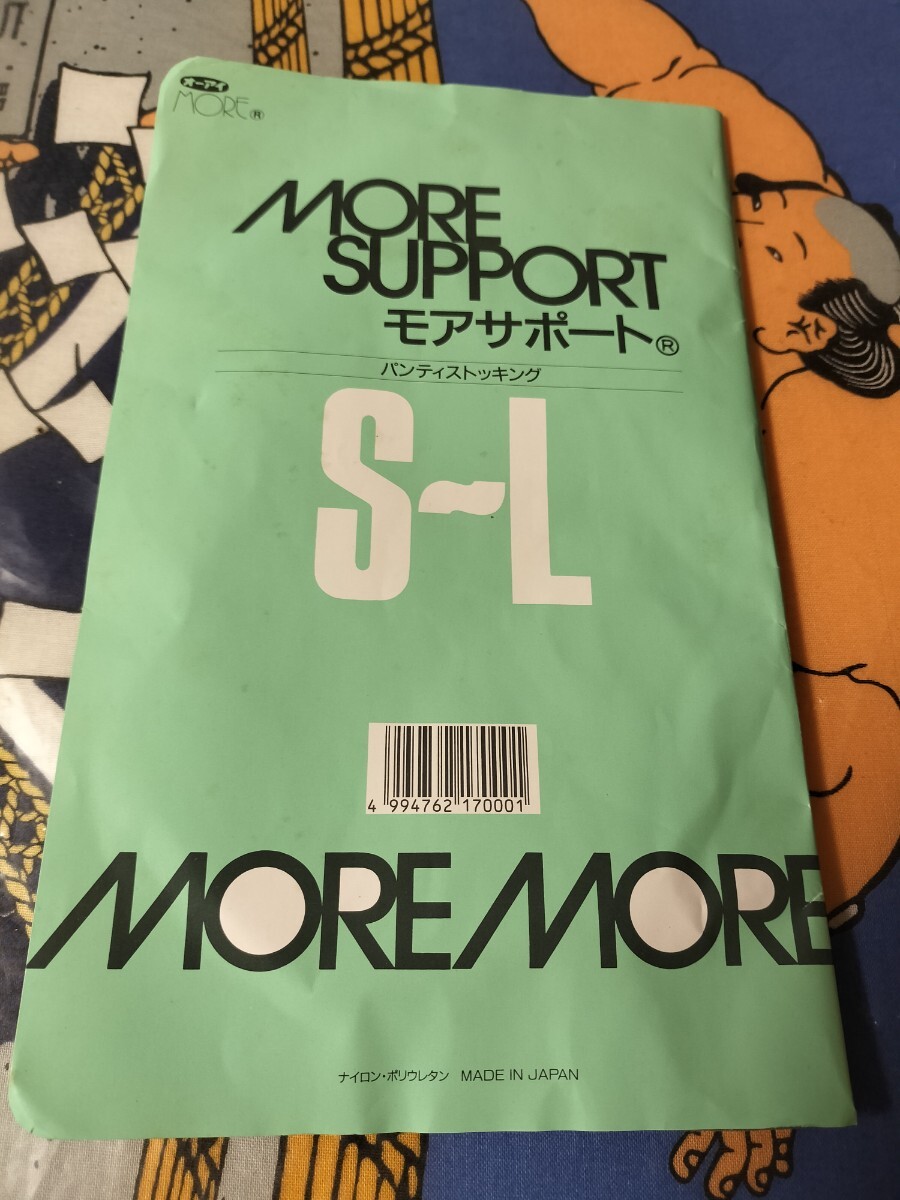 オーアイ
MORE®
MORE
SUPPORT
モアサポート®
パンティストッキング
S~L
4 994762 170001
MOREMORE
ナイロン・ポリウレタン MADE IN JAPAN